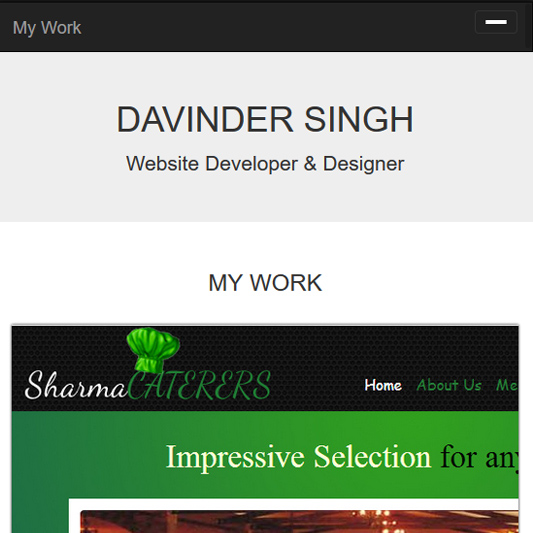 My Work
DAVINDER SINGH
Website Developer & Designer
MY WORK
SharmaCATERERS
Home About Us Me
Impressive Selection for any